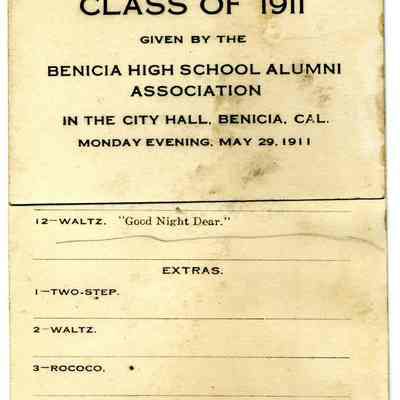 CLASS OF 1911
GIVEN BY THE
BENICIA HIGH SCHOOL ALUMNI
ASSOCIATION
IN THE CITY HALL, BENICIA, CAL.
MONDAY EVENING, MAY 29, 1911
12—WALTZ. "Good Night Dear."
EXTRAS.
1—TWO-STEP.
2—WALTZ.
3—ROCOCO.